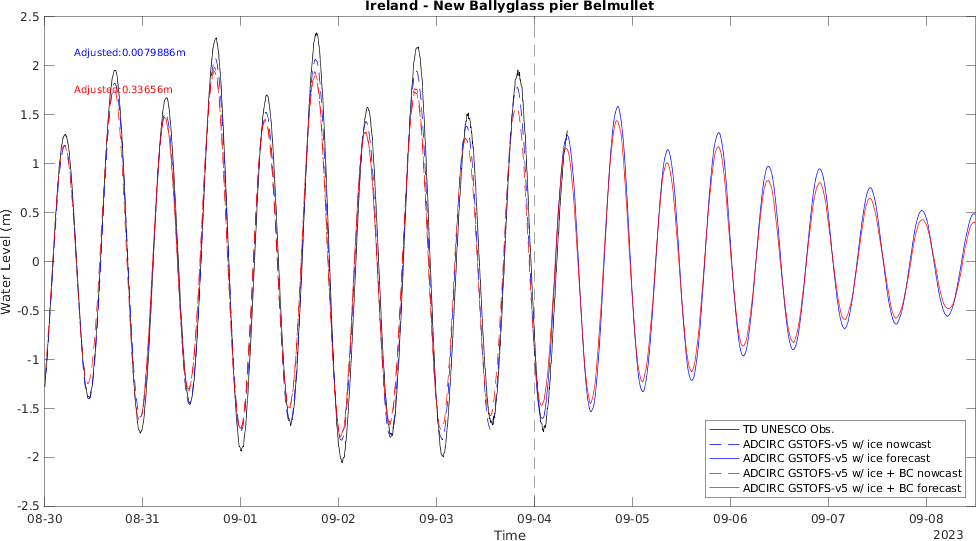 Ireland - New Ballyglass pier Belmullet
Adjusted:0.0079886m
Adjusted:0.33656m
Water Level (m)
2.5
2
1.5
1
0.5
0
-0.5
-1
-1.5
-2
-2.5
TD UNESCO Obs.
ADCIRC GSTOFS-v5 w/ ice nowcast
ADCIRC GSTOFS-v5 w/ ice forecast
ADCIRC GSTOFS-v5 w/ice + BC nowcast
ADCIRC GSTOFS-v5 w/ice + BC forecast
08-30 08-31 09-01 09-02 09-03 09-04 09-05 09-06 09-07 09-08
Time
2023